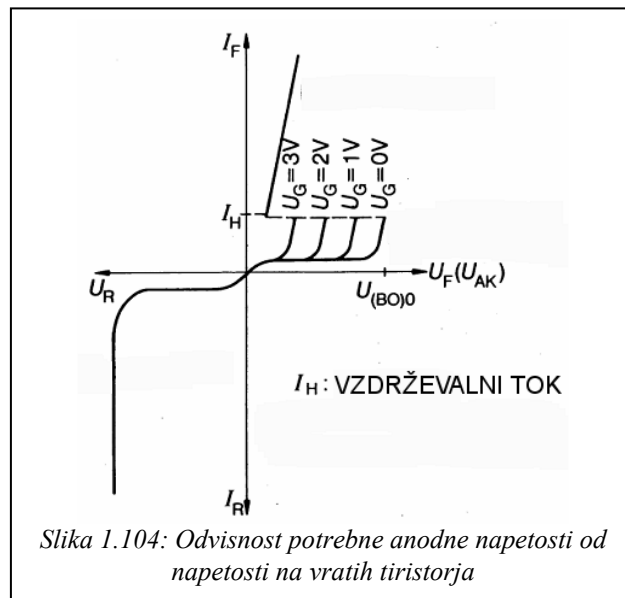 I_F
U_G=3V
U_G=2V
U_G=1V
U_G=0V
I_H
U_R
U_F(U_AK)
U_(BO)0
I_H: VZDRŽEVALNI TOK
I_R
Slika 1.104: Odvisnost potrebne anodne napetosti od
napetosti na vratih tiristorja